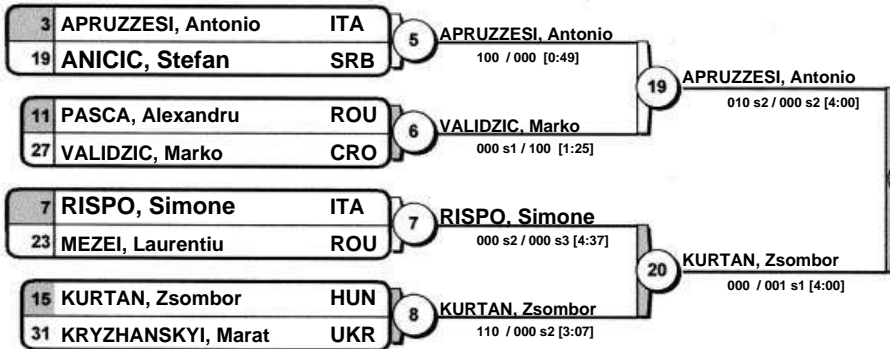 3 APRUZZESI, Antonio ITA
19 ANICIC, Stefan SRB
5
APRUZZESI, Antonio
100 / 000 [0:49]
11 PASCA, Alexandru ROU
27 VALIDZIC, Marko CRO
6
VALIDZIC, Marko
000 s1 / 100 [1:25]
19
APRUZZESI, Antonio
010 s2 / 000 s2 [4:00]
7 RISPO, Simone ITA
23 MEZEI, Laurentiu ROU
7
RISPO, Simone
000 s2 / 000 s3 [4:37]
15 KURTAN, Zsombor HUN
31 KRYZHANSKYI, Marat UKR
8
KURTAN, Zsombor
110 / 000 s2 [3:07]
20
KURTAN, Zsombor
000 / 001 s1 [4:00]